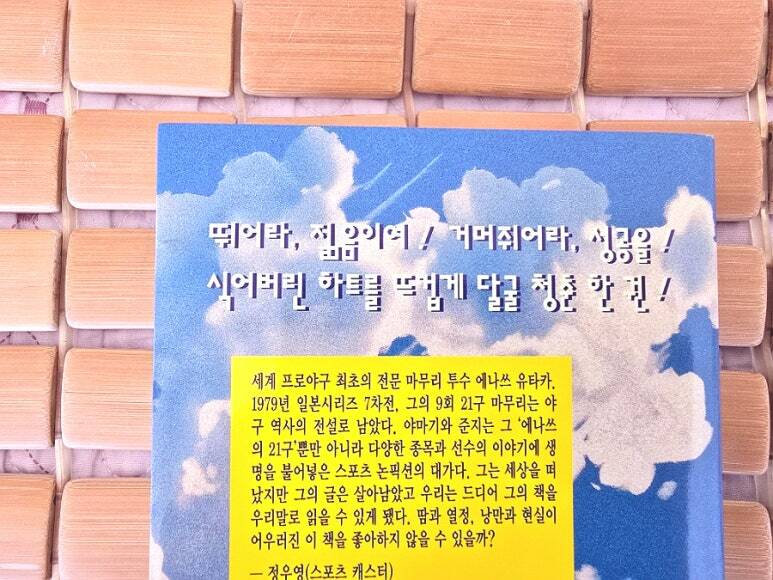 뛰어라, 젊음이여! 거머쥐어라, 성공을!
식어버린 하트를 뜨겁게 달굴 청춘 한 권!
세계 프로야구 최초의 전문 마무리 투수 에나쓰 유타카.
1979년 일본시리즈 7차전, 그의 9회 21구 마무리는 야
구 역사의 전설로 남았다. 야마기와 준지는 그 ‘에나쓰
의 21구’뿐만 아니라 다양한 종목과 선수의 이야기에 생
명을 불어넣은 스포츠 논픽션의 대가다. 그는 세상을 떠
났지만 그의 글은 살아남았고 우리는 드디어 그의 책을
우리말로 읽을 수 있게 됐다. 땀과 열정, 낭만과 현실이
어우러진 이 책을 좋아하지 않을 수 있을까?
— 정우영(스포츠 캐스터)